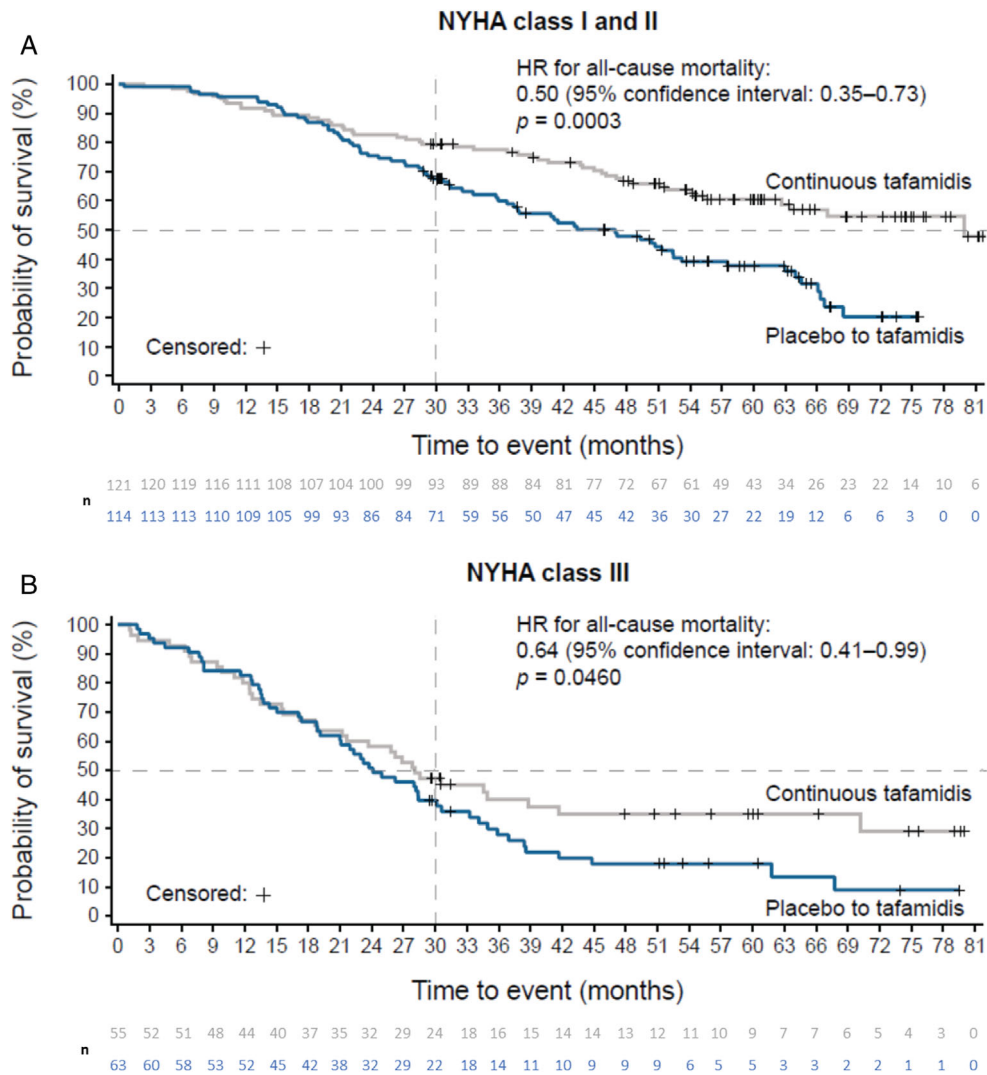 NYHA class I and II
A
HR for all-cause mortality:
0.50 (95% confidence interval: 0.35–0.73)
p = 0.0003
Probability of survival (%)
100
90
80
70
60
50
40
30
20
10
0
Continuous tafamidis
Placebo to tafamidis
Censored: +
0 3 6 9 12 15 18 21 24 27 30 33 36 39 42 45 48 51 54 57 60 63 66 69 72 75 78 81
Time to event (months)
n
121 120 119 116 111 108 107 104 100 99 93 89 88 84 81 77 72 67 61 49 43 34 26 23 22 14 10 6
114 113 113 110 109 105 99 93 86 84 71 59 56 50 47 45 42 36 30 27 22 19 12 6 6 3 0 0
NYHA class III
B
HR for all-cause mortality:
0.64 (95% confidence interval: 0.41–0.99)
p = 0.0460
Probability of survival (%)
100
90
80
70
60
50
40
30
20
10
0
Continuous tafamidis
Placebo to tafamidis
Censored: +
0 3 6 9 12 15 18 21 24 27 30 33 36 39 42 45 48 51 54 57 60 63 66 69 72 75 78 81
Time to event (months)
n
55 52 51 48 44 40 37 35 32 29 24 18 16 15 14 14 13 12 11 10 9 7 7 6 5 4 3 0
63 60 58 53 52 45 42 38 32 29 22 18 14 11 10 9 9 9 6 5 5 3 3 2 2 1 1 0